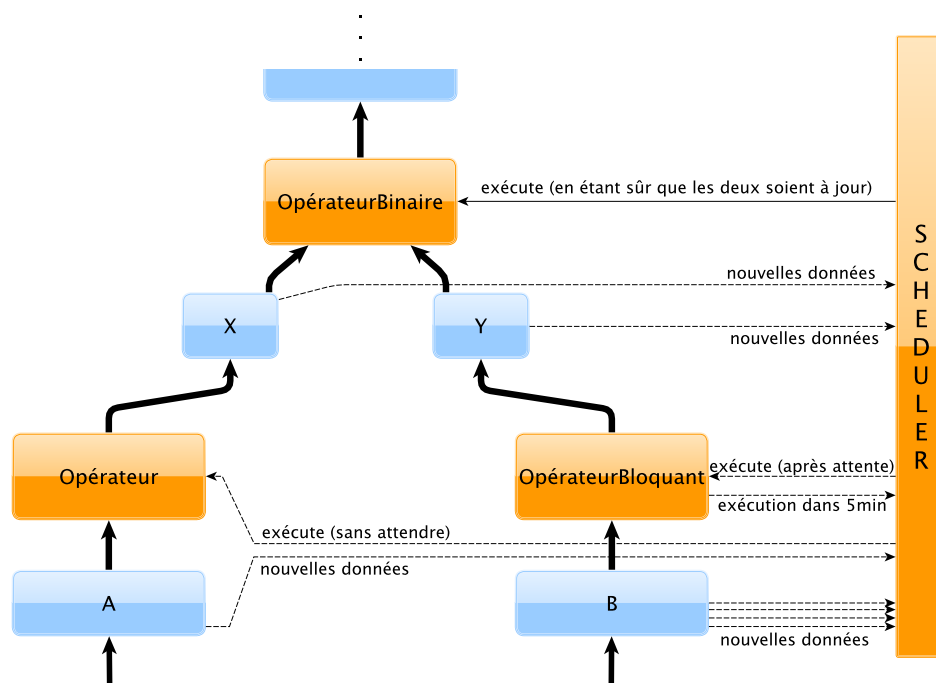 OpérateurBinaire
exécute (en étant sûr que les deux soient à jour)
nouvelles données
X
Y
nouvelles données
SCHEDULER
Opérateur
OpérateurBloquant
exécute (après attente)
exécution dans 5min
exécute (sans attendre)
nouvelles données
A
B
nouvelles données